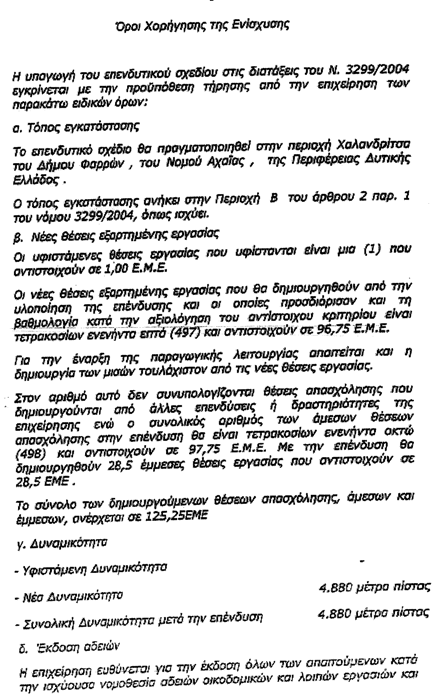 Όροι Χορήγησης της Ενίσχυσης
Η υπαγωγή του επενδυτικού σχεδίου στις διατάξεις του Ν. 3299/2004
εγκρίνεται με την προϋπόθεση τήρησης από την επιχείρηση των
παρακάτω ειδικών όρων:
α. Τόπος εγκατάστασης
Το επενδυτικό σχέδιο θα πραγματοποιηθεί στην περιοχή Χαλανδρίτσα
του Δήμου Φαρρών , του Νομού Αχαΐας , της Περιφέρειας Δυτικής
Ελλάδος .
Ο τόπος εγκατάστασης ανήκει στην Περιοχή Β του άρθρου 2 παρ. 1
του νόμου 3299/2004, όπως ισχύει.
β. Νέες θέσεις εξαρτημένης εργασίας
Οι υφιστάμενες θέσεις εργασίας που υφίστανται είναι μια (1) που
αντιστοιχούν σε 1,00 Ε.Μ.Ε.
Οι νέες θέσεις εξαρτημένης εργασίας που θα δημιουργηθούν από την
υλοποίηση της επένδυσης και οι οποίες προσδιόρισαν και τη
βαθμολογία κατά την αξιολόγηση του αντίστοιχου κριτηρίου είναι
τετρακοσίων ενενήντα επτά (497) και αντιστοιχούν σε 96,75 Ε.Μ.Ε.
Για την έναρξη της παραγωγικής λειτουργίας απαιτείται και η
δημιουργία των μισών τουλάχιστον από τις νέες θέσεις εργασίας.
Στον αριθμό αυτό δεν συνυπολογίζονται θέσεις απασχόλησης που
δημιουργούνται από άλλες επενδύσεις ή δραστηριότητες της
επιχείρησης ενώ ο συνολικός αριθμός των άμεσων θέσεων
απασχόλησης στην επένδυση θα είναι τετρακοσίων ενενήντα οκτώ
(498) και αντιστοιχούν σε 97,75 Ε.Μ.Ε. Με την επένδυση θα
δημιουργηθούν 28,5 έμμεσες θέσεις εργασίας που αντιστοιχούν σε
28,5 ΕΜΕ .
Το σύνολο των δημιουργούμενων θέσεων απασχόλησης, άμεσων και
έμμεσων, ανέρχεται σε 125,25ΕΜΕ
γ. Δυναμικότητα
- Υφιστάμενη Δυναμικότητα -
- Νέα Δυναμικότητα 4.880 μέτρα πίστας
- Συνολική Δυναμικότητα μετά την επένδυση 4.880 μέτρα πίστας
δ. Έκδοση αδειών
Η επιχείρηση ευθύνεται για την έκδοση όλων των απαιτούμενων κατά
την ισχύουσα νομοθεσία αδειών οικοδομικών και λοιπών εργασιών και